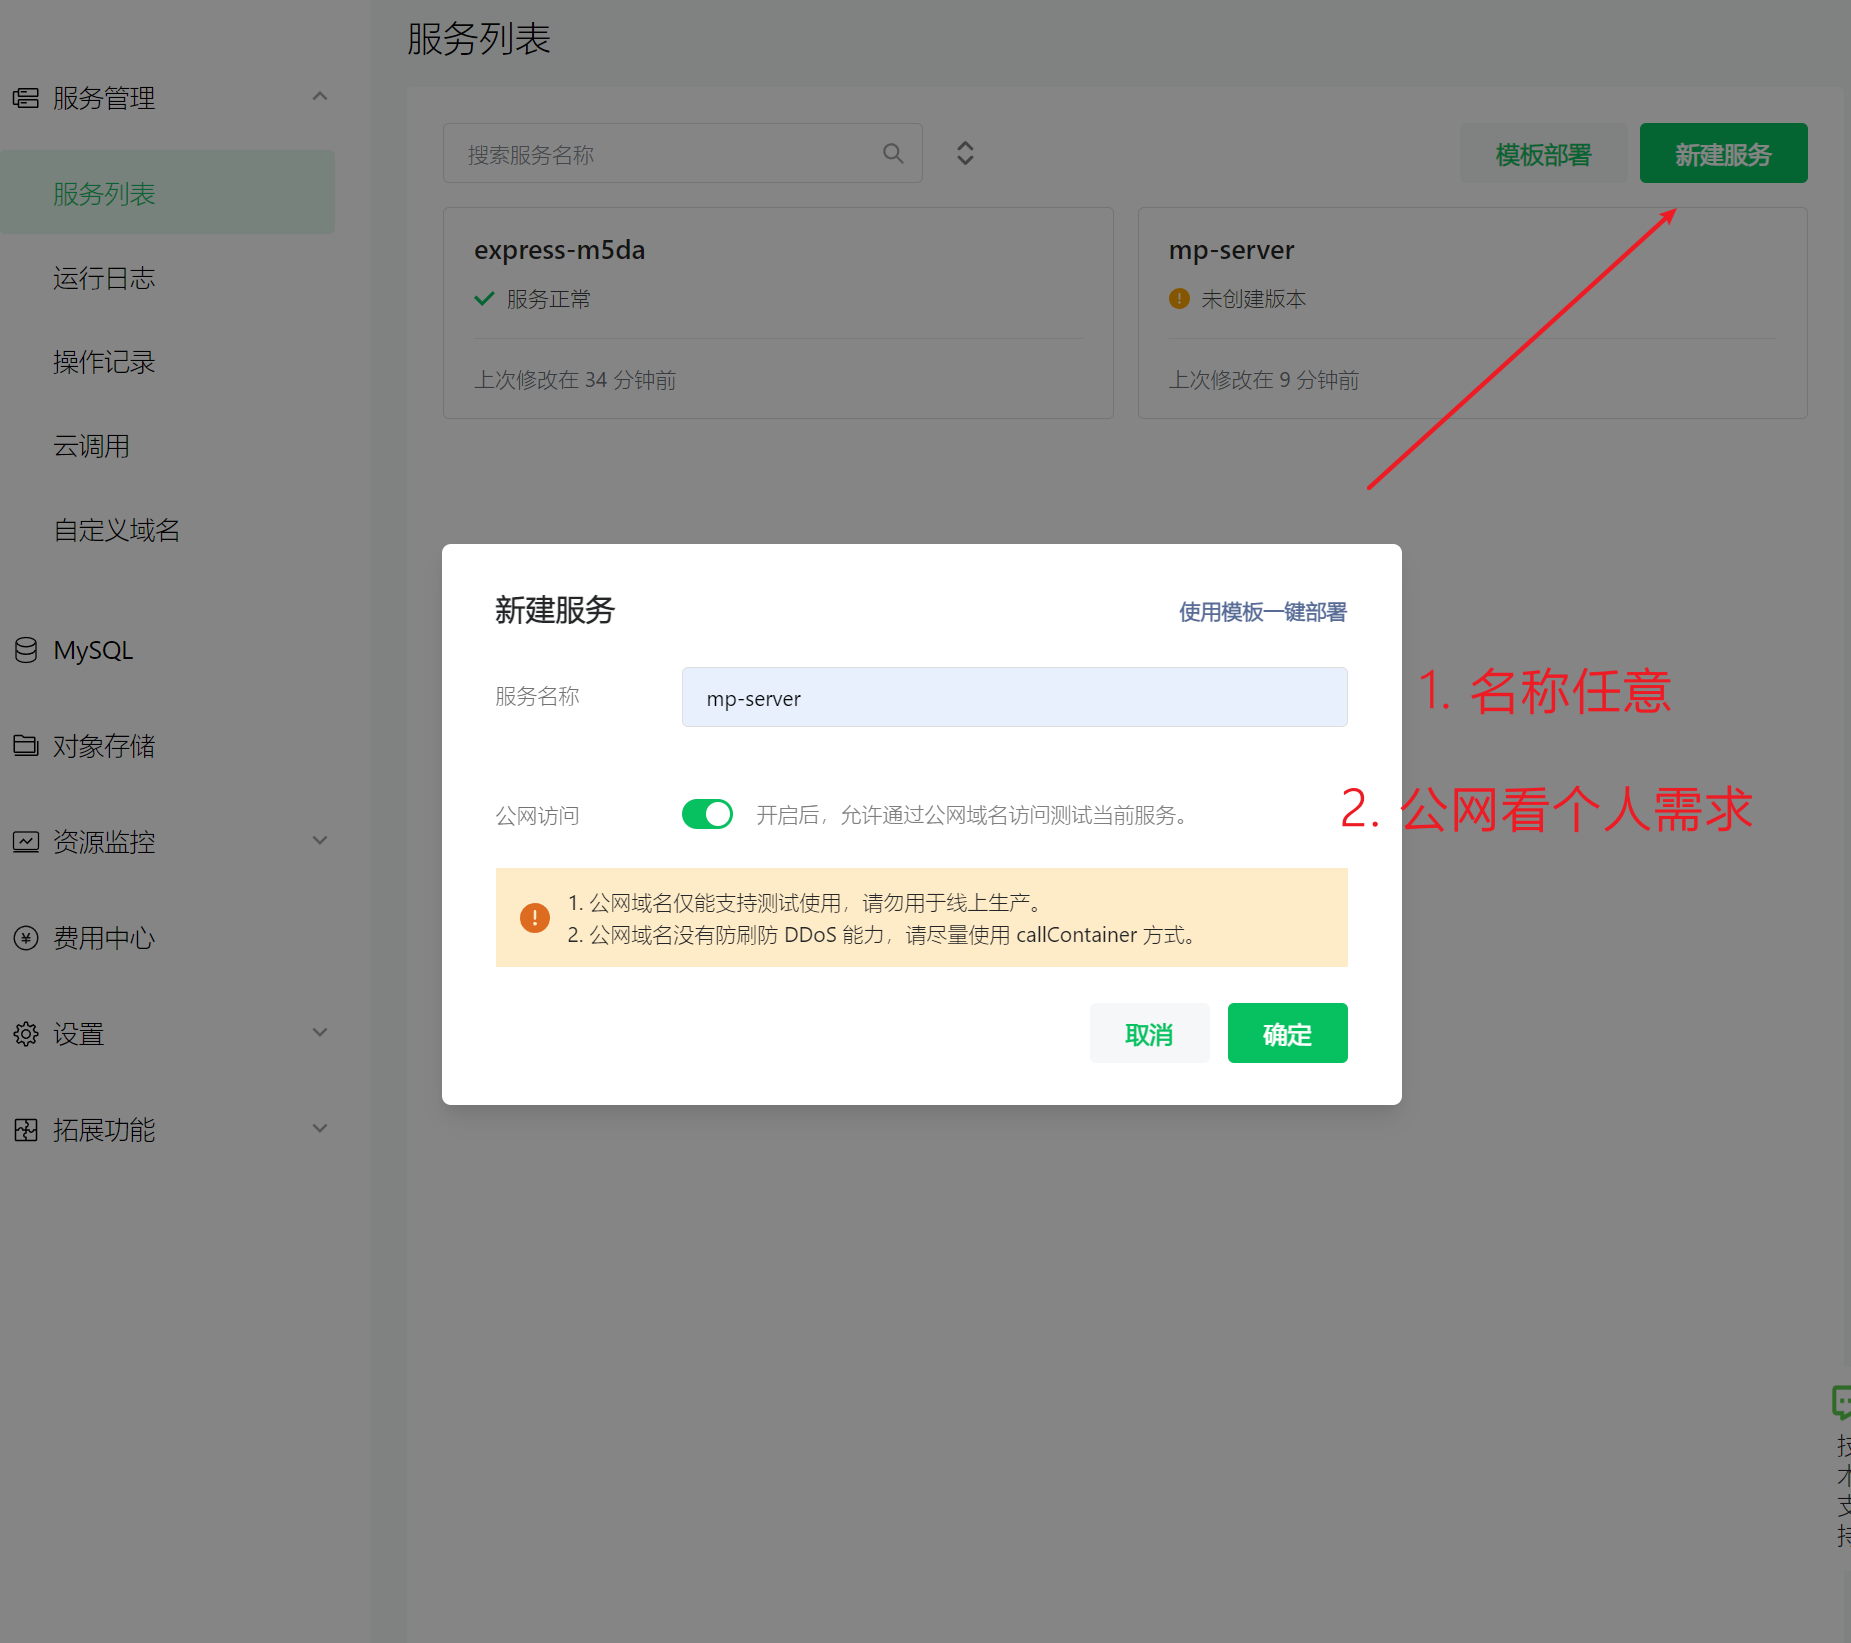 服务列表
服务管理
服务列表
运行日志
操作记录
云调用
自定义域名
MySQL
对象存储
资源监控
费用中心
设置
拓展功能
搜索服务名称
模板部署
新建服务
express-m5da
服务正常
上次修改在 34 分钟前
mp-server
未创建版本
上次修改在 9 分钟前
新建服务
使用模板一键部署
服务名称
mp-server
1. 名称任意
公网访问
开启后，允许通过公网域名访问测试当前服务。
2. 公网看个人需求
1. 公网域名仅能支持测试使用，请勿用于线上生产。
2. 公网域名没有防刷防 DDoS 能力，请尽量使用 callContainer 方式。
取消
确定
技
术
支
持